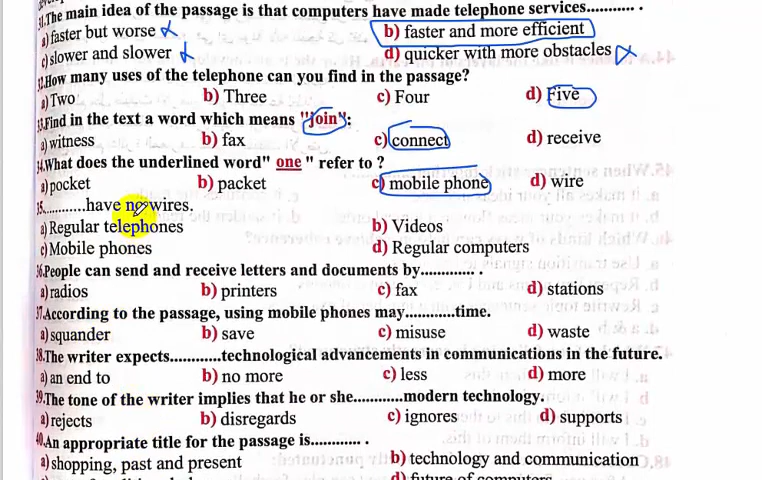 31.The main idea of the passage is that computers have made telephone services........... .
a) faster but worse b) faster and more efficient
c) slower and slower d) quicker with more obstacles
32.How many uses of the telephone can you find in the passage?
a) Two b) Three c) Four d) Five
33.Find in the text a word which means "join":
a) witness b) fax c) connect d) receive
34.What does the underlined word" one " refer to ?
a) pocket b) packet c) mobile phone d) wire
35...........have no wires.
a) Regular telephones b) Videos
c) Mobile phones d) Regular computers
36.People can send and receive letters and documents by............ .
a) radios b) printers c) fax d) stations
37.According to the passage, using mobile phones may...........time.
a) squander b) save c) misuse d) waste
38.The writer expects...........technological advancements in communications in the future.
a) an end to b) no more c) less d) more
39.The tone of the writer implies that he or she...........modern technology.
a) rejects b) disregards c) ignores d) supports
40.An appropriate title for the passage is............ .
a) shopping, past and present b) technology and communication
d) future of computers